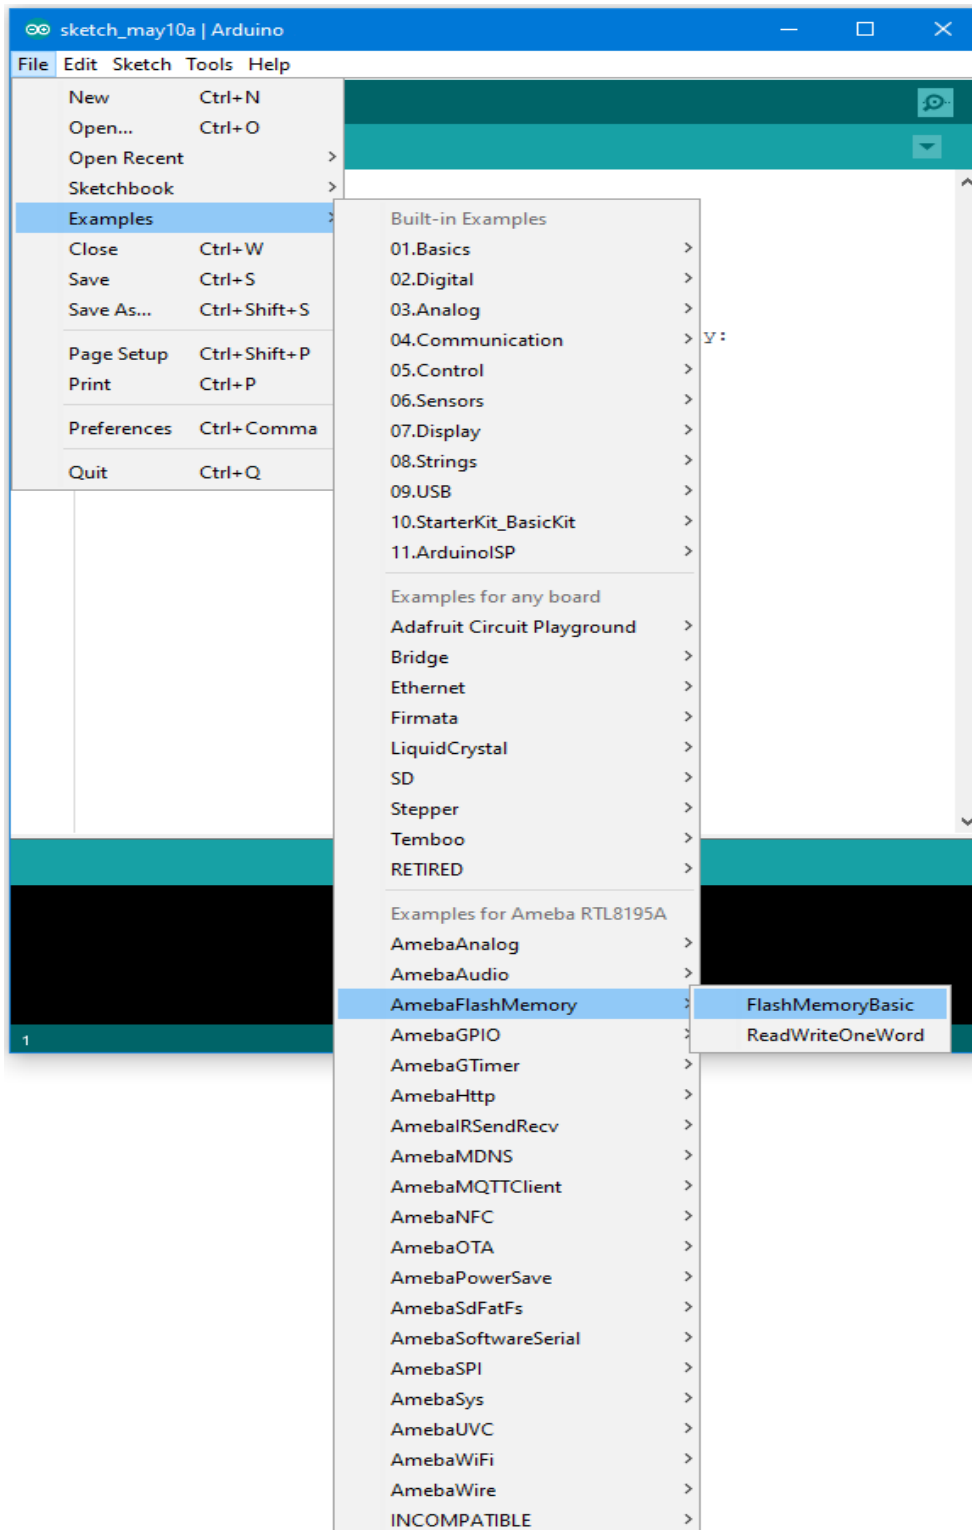 sketch_may10a | Arduino
File Edit Sketch Tools Help
New Ctrl+N
Open... Ctrl+O
Open Recent
Sketchbook
Examples
Close Ctrl+W
Save Ctrl+S
Save As... Ctrl+Shift+S
Page Setup Ctrl+Shift+P
Print Ctrl+P
Preferences Ctrl+Comma
Quit Ctrl+Q
Built-in Examples
01.Basics
02.Digital
03.Analog
04.Communication
05.Control
06.Sensors
07.Display
08.Strings
09.USB
10.StarterKit_BasicKit
11.ArduinoISP
Examples for any board
Adafruit Circuit Playground
Bridge
Ethernet
Firmata
LiquidCrystal
SD
Stepper
Temboo
RETIRED
Examples for Ameba RTL8195A
AmebaAnalog
AmebaAudio
AmebaFlashMemory
AmebaGPIO
AmebaGTimer
AmebaHttp
AmebaIRSendRecv
AmebaMDNS
AmebaMQTTClient
AmebaNFC
AmebaOTA
AmebaPowerSave
AmebaSdFatFs
AmebaSoftwareSerial
AmebaSPI
AmebaSys
AmebaUVC
AmebaWiFi
AmebaWire
INCOMPATIBLE
FlashMemoryBasic
ReadWriteOneWord
y:
1